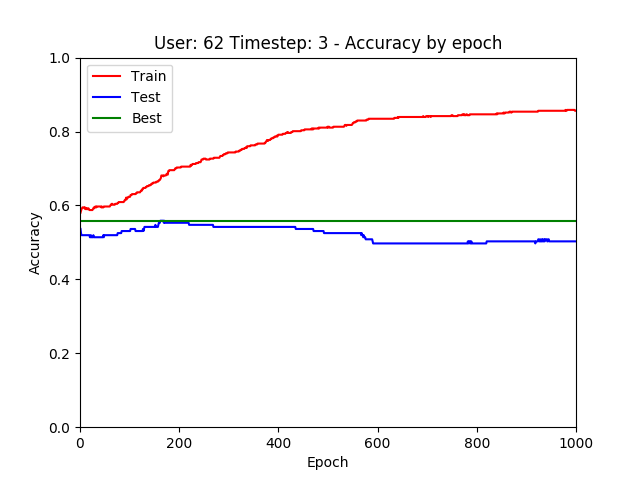 User: 62 Timestep: 3 - Accuracy by epoch
1.0
0.8
0.6
0.4
0.2
0.0
Accuracy
Train
Test
Best
0 200 400 600 800 1000
Epoch